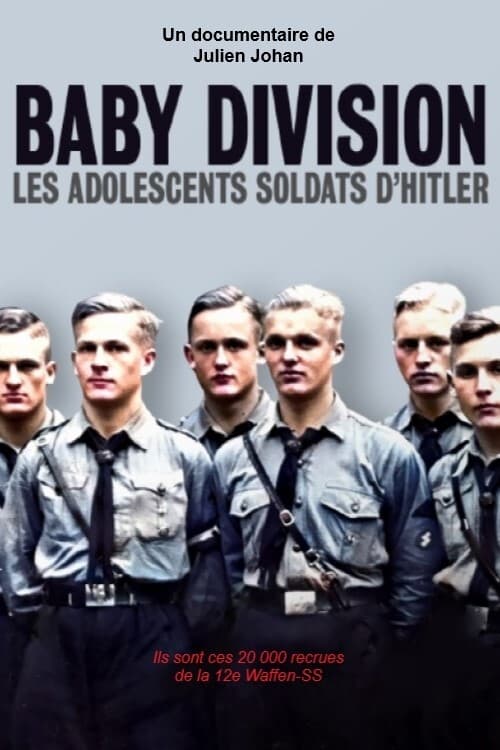 Un documentaire de
Julien Johan
BABY DIVISION
LES ADOLESCENTS SOLDATS D'HITLER
Ils sont ces 20 000 recrues
de la 12e Waffen-SS